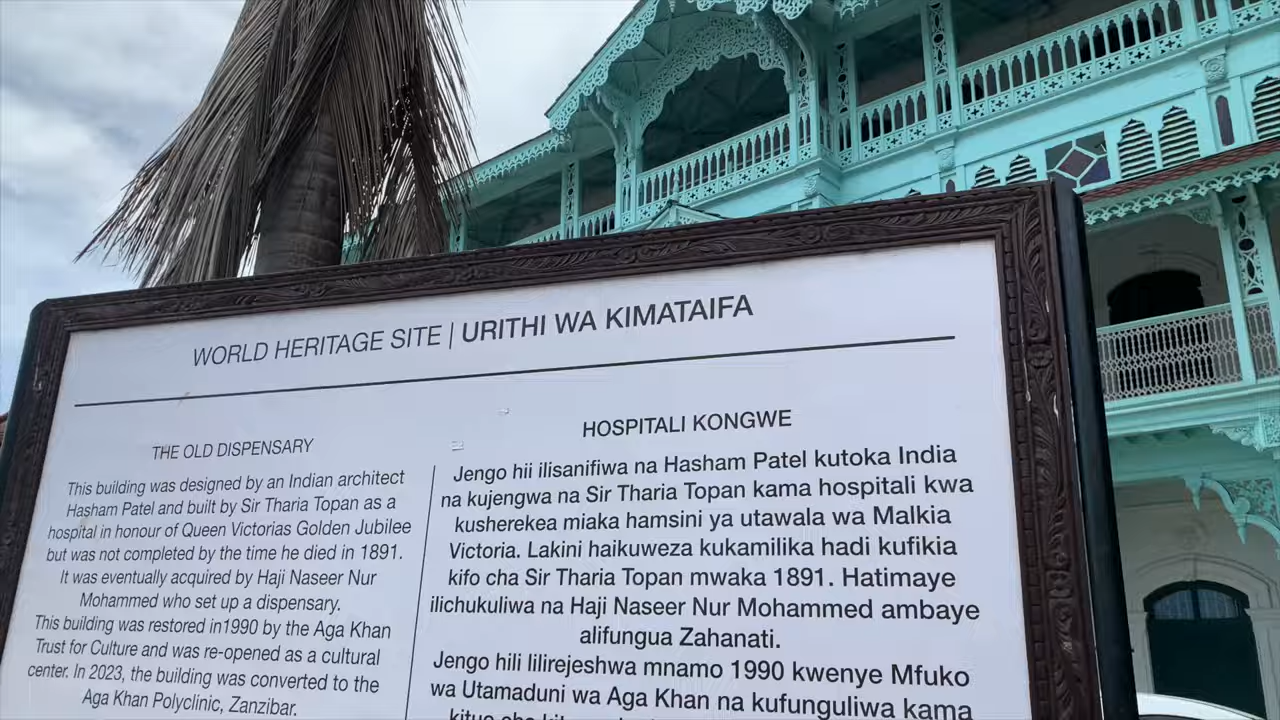 WORLD HERITAGE SITE | URITHI WA KIMATAIFA
THE OLD DISPENSARY
This building was designed by an Indian architect
Hasham Patel and built by Sir Tharia Topan as a
hospital in honour of Queen Victorias Golden Jubilee
but was not completed by the time he died in 1891.
It was eventually acquired by Haji Naseer Nur
Mohammed who set up a dispensary.
This building was restored in1990 by the Aga Khan
Trust for Culture and was re-opened as a cultural
center. In 2023, the building was converted to the
Aga Khan Polyclinic, Zanzibar.
HOSPITALI KONGWE
Jengo hii ilisanifiwa na Hasham Patel kutoka India
na kujengwa na Sir Tharia Topan kama hospitali kwa
kusherekea miaka hamsini ya utawala wa Malkia
Victoria. Lakini haikuweza kukamilika hadi kufikia
kifo cha Sir Tharia Topan mwaka 1891. Hatimaye
ilichukuliwa na Haji Naseer Nur Mohammed ambaye
alifungua Zahanati.
Jengo hili lilirejeshwa mnamo 1990 kwenye Mfuko
wa Utamaduni wa Aga Khan na kufunguliwa kama